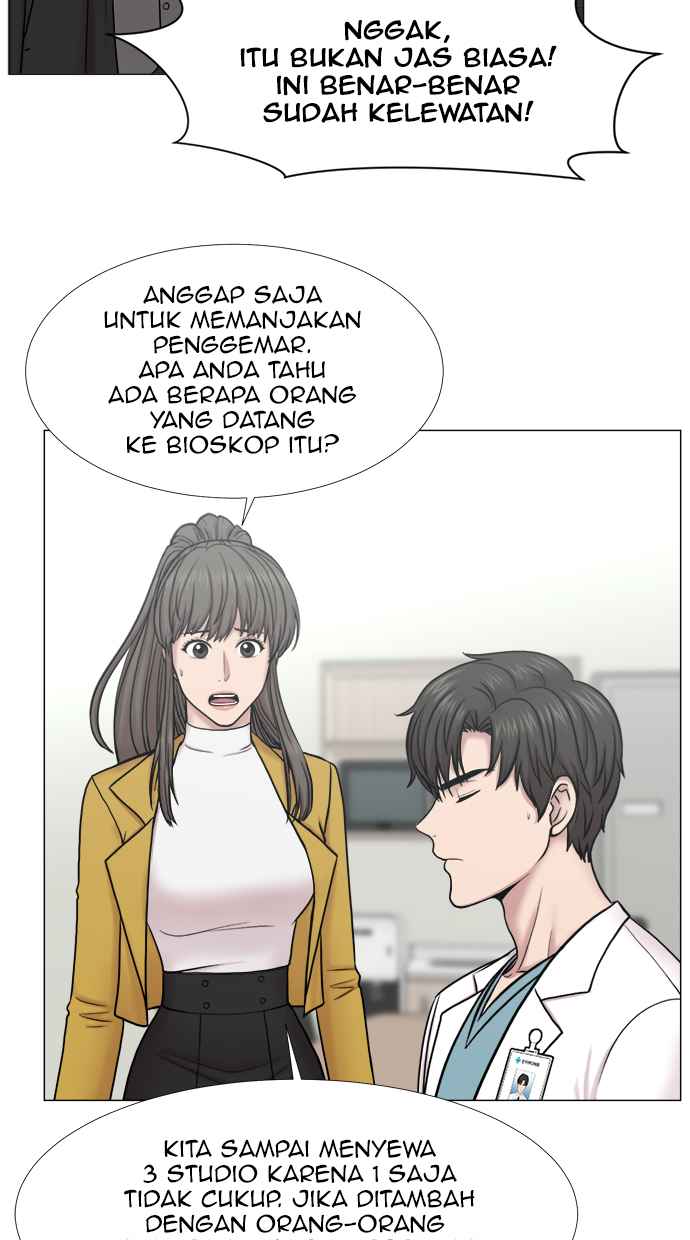 NGGAK,
ITU BUKAN JAS BIASA!
INI BENAR-BENAR
SUDAH KELEWATAN!
ANGGAP SAJA
UNTUK MEMANJAKAN
PENGGEMAR.
APA ANDA TAHU
ADA BERAPA ORANG
YANG DATANG
KE BIOSKOP ITU?
KITA SAMPAI MENYEWA
3 STUDIO KARENA 1 SAJA
TIDAK CUKUP. JIKA DITAMBAH
DENGAN ORANG-ORANG